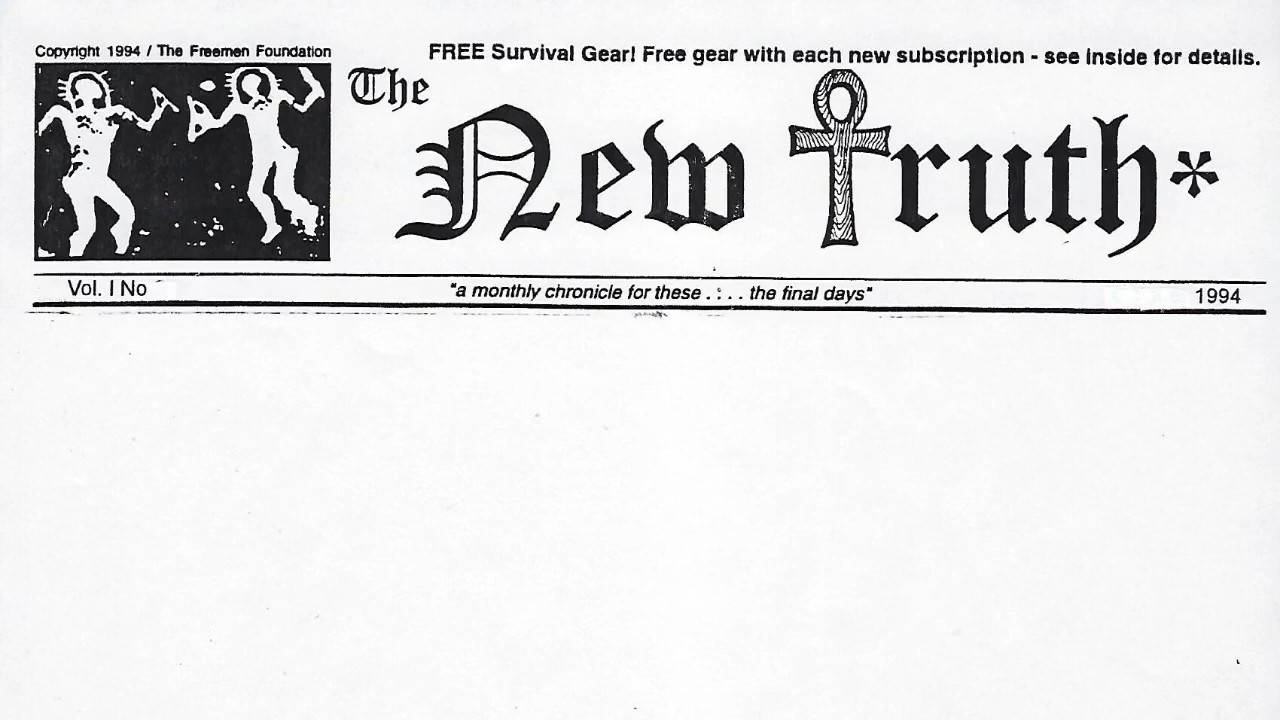 Copyright 1994 / The Freemen Foundation
FREE Survival Gear! Free gear with each new subscription - see inside for details.
The
New Truth*
Vol. I No
"a monthly chronicle for these . : . . the final days"
1994